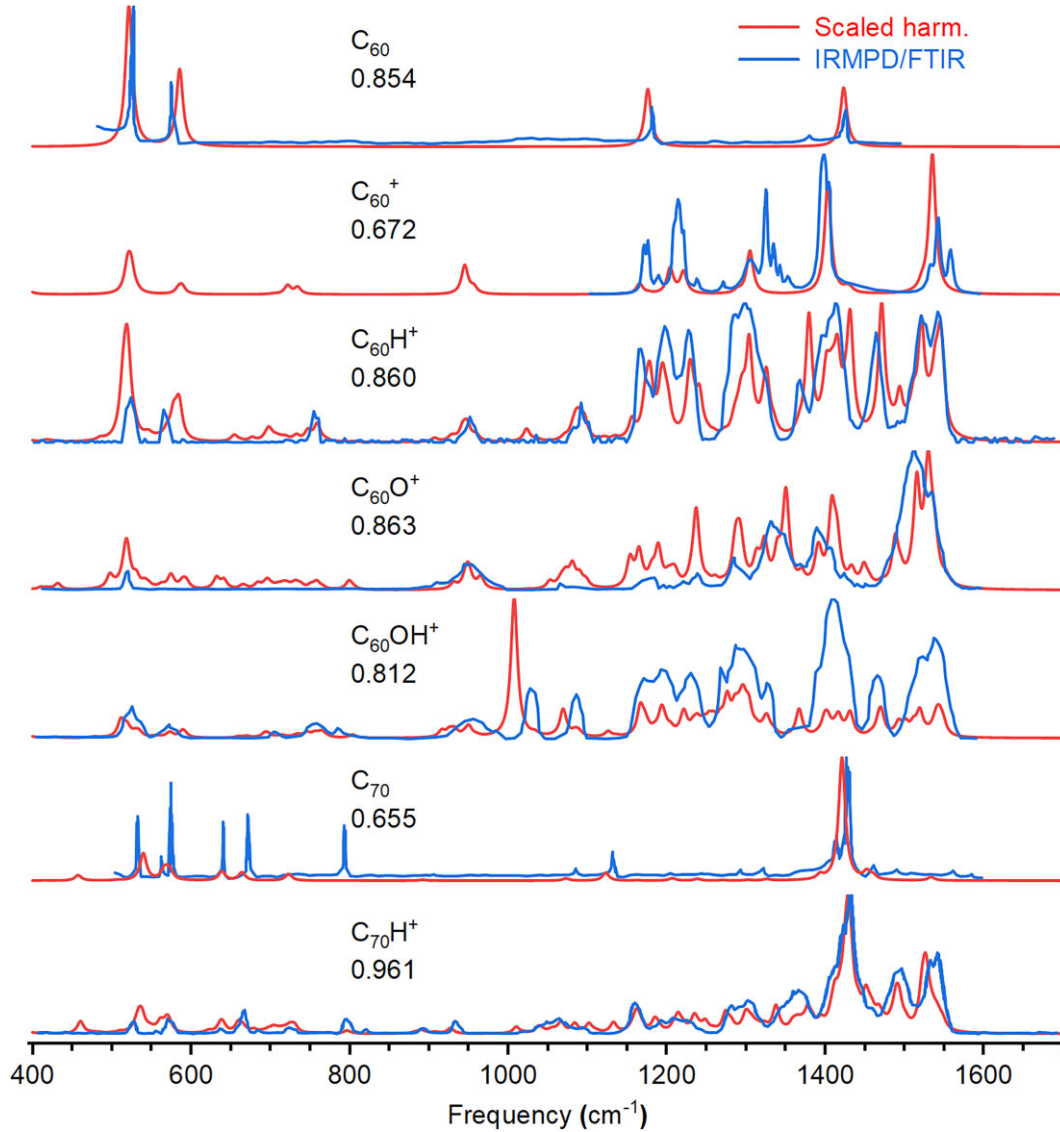 Scaled harm.
IRMPD/FTIR
C₆₀
0.854
C₆₀⁺
0.672
C₆₀H⁺
0.860
C₆₀O⁺
0.863
C₆₀OH⁺
0.812
C₇₀
0.655
C₇₀H⁺
0.961
400 600 800 1000 1200 1400 1600
Frequency (cm⁻¹)